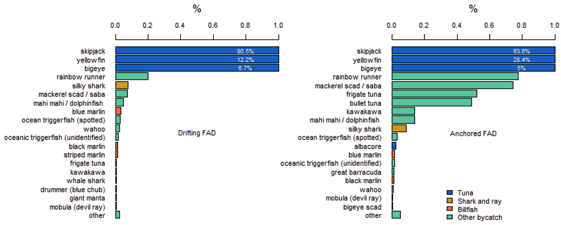 %
0.0 0.2 0.4 0.6 0.8 1.0
skipjack 80.5%
yellowfin 12.2%
bigeye 6.7%
rainbow runner
silky shark
mackerel scad / saba
mahi mahi / dolphinfish
blue marlin
ocean triggerfish (spotted)
wahoo
oceanic triggerfish (unidentified)
black marlin
striped marlin
frigate tuna
kawakawa
whale shark
drummer (blue chub)
giant manta
mobula (devil ray)
other
Drifting FAD
%
0.0 0.2 0.4 0.6 0.8 1.0
skipjack 63.6%
yellowfin 28.4%
bigeye 5%
rainbow runner
mackerel scad / saba
frigate tuna
bullet tuna
kawakawa
mahi mahi / dolphinfish
silky shark
ocean triggerfish (spotted)
albacore
blue marlin
oceanic triggerfish (unidentified)
great barracuda
black marlin
wahoo
mobula (devil ray)
bigeye scad
other
Anchored FAD
Tuna
Shark and ray
Billfish
Other bycatch